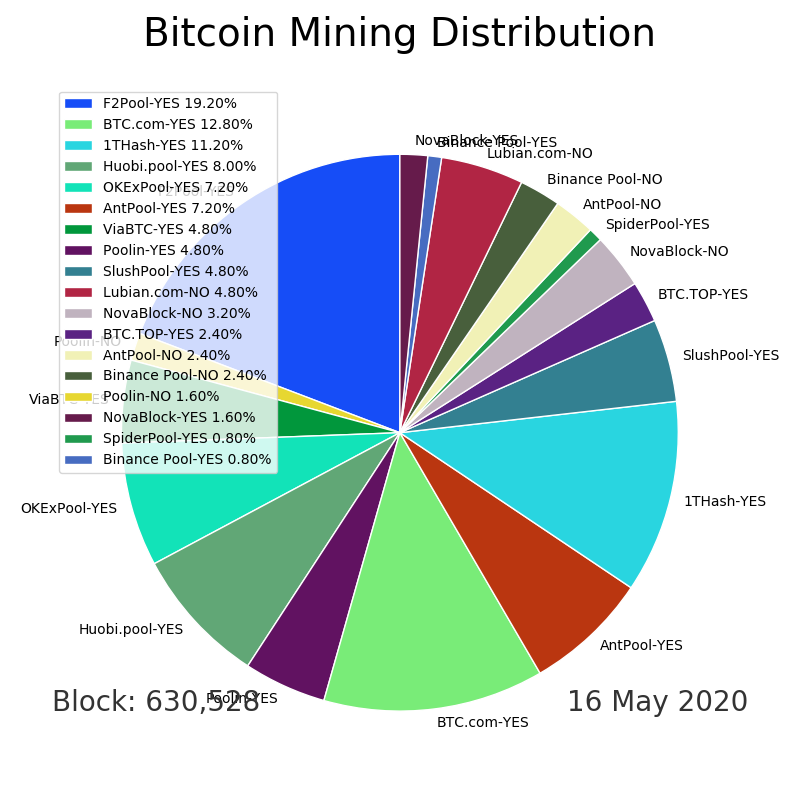 Bitcoin Mining Distribution
F2Pool-YES 19.20%
BTC.com-YES 12.80%
1THash-YES 11.20%
Huobi.pool-YES 8.00%
OKExPool-YES 7.20%
AntPool-YES 7.20%
ViaBTC-YES 4.80%
Poolin-YES 4.80%
SlushPool-YES 4.80%
Lubian.com-NO 4.80%
NovaBlock-NO 3.20%
BTC.TOP-YES 2.40%
AntPool-NO 2.40%
Binance Pool-NO 2.40%
Poolin-NO 1.60%
NovaBlock-YES 1.60%
SpiderPool-YES 0.80%
Binance Pool-YES 0.80%
NovaBlock-YES
Binance Pool-YES
Lubian.com-NO
Binance Pool-NO
AntPool-NO
SpiderPool-YES
NovaBlock-NO
BTC.TOP-YES
SlushPool-YES
1THash-YES
AntPool-YES
BTC.com-YES
Poolin-YES
Huobi.pool-YES
OKExPool-YES
ViaBTC-YES
Poolin-NO
F2Pool-YES
Block: 630,528
16 May 2020